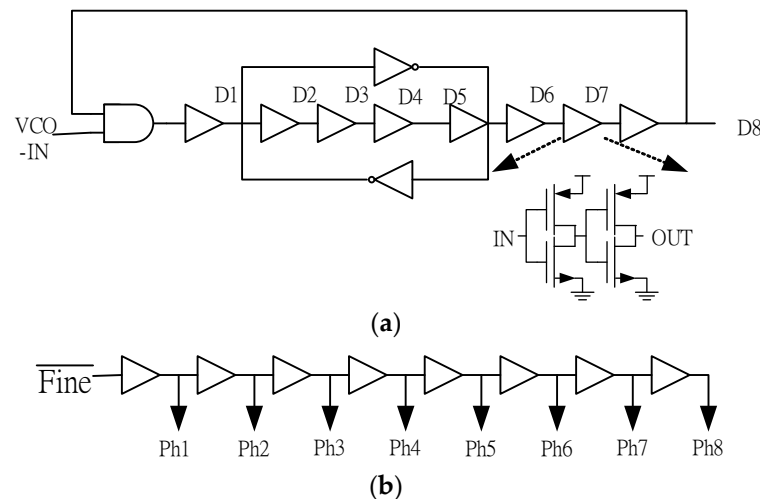 D1 D2 D3 D4 D5 D6 D7
VCO
-IN
D8
IN OUT
(a)
Fine
Ph1 Ph2 Ph3 Ph4 Ph5 Ph6 Ph7 Ph8
(b)